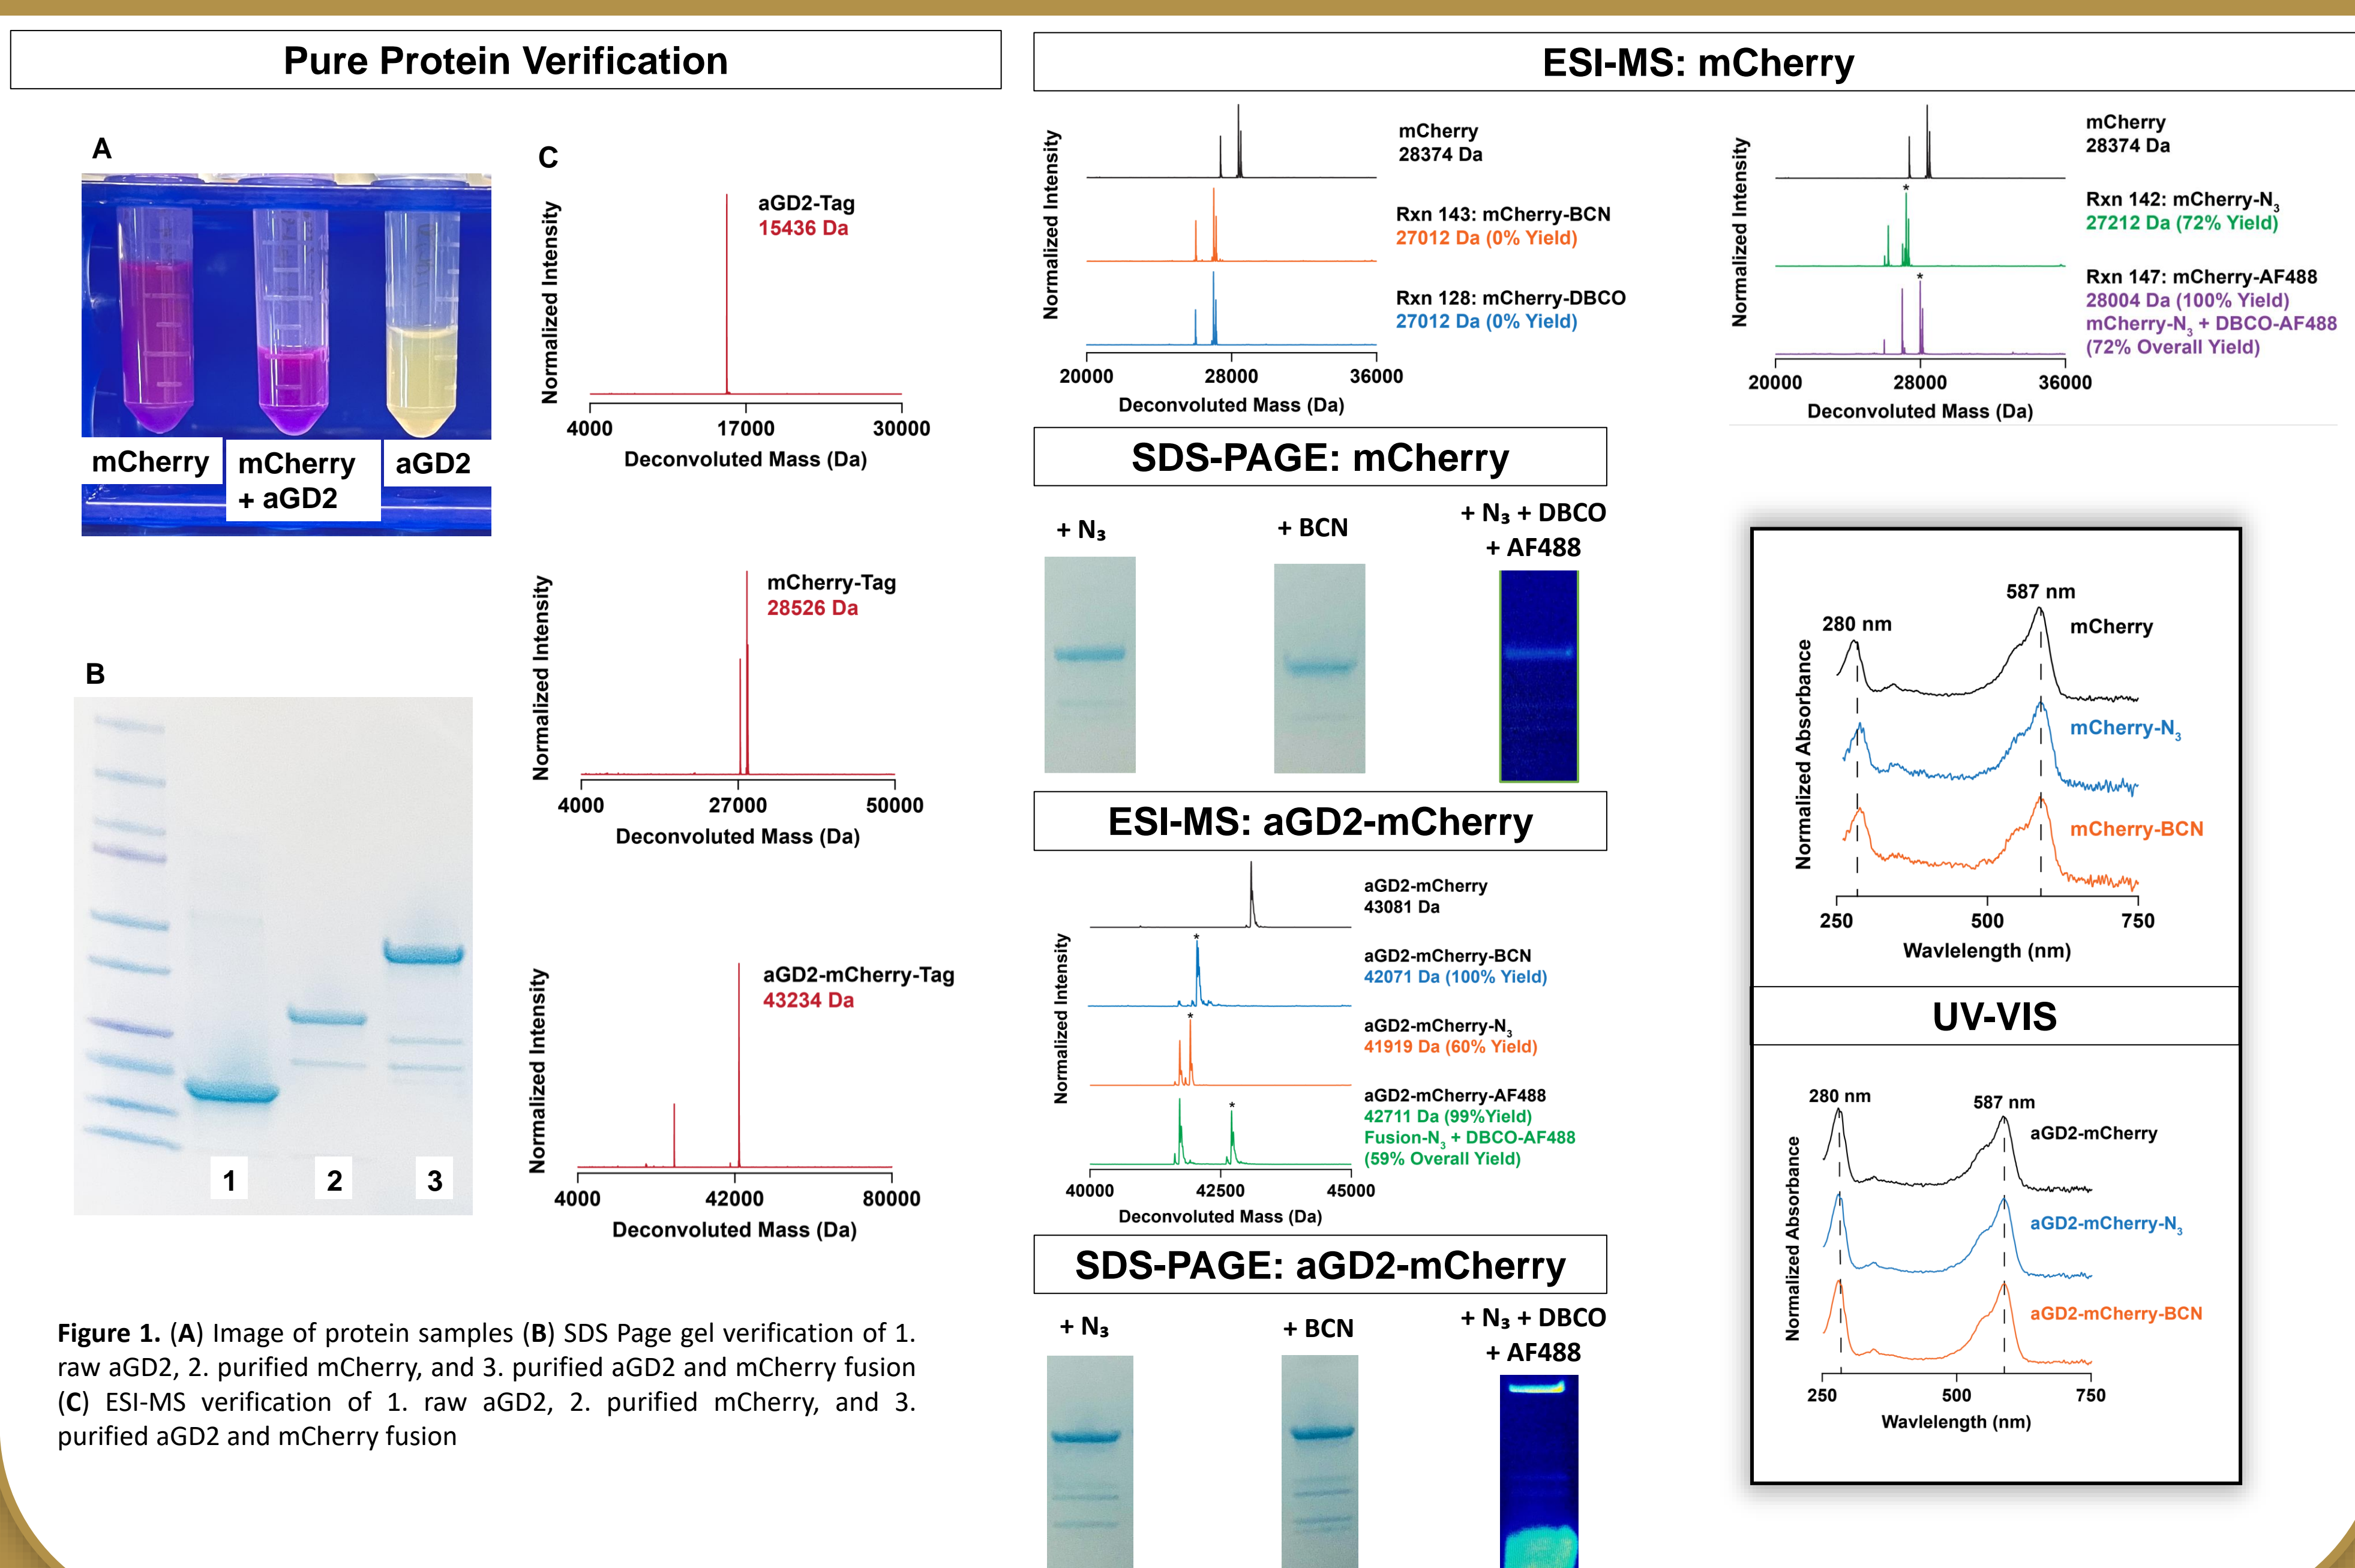 Pure Protein Verification
A
mCherry
mCherry
+ aGD2
aGD2
B
1
2
3
C
Normalized Intensity
aGD2-Tag
15436 Da
4000 17000 30000
Deconvoluted Mass (Da)
Normalized Intensity
mCherry-Tag
28526 Da
4000 27000 50000
Deconvoluted Mass (Da)
Normalized Intensity
aGD2-mCherry-Tag
43234 Da
4000 42000 80000
Deconvoluted Mass (Da)
Figure 1. (A) Image of protein samples (B) SDS Page gel verification of 1.
raw aGD2, 2. purified mCherry, and 3. purified aGD2 and mCherry fusion
(C) ESI-MS verification of 1. raw aGD2, 2. purified mCherry, and 3.
purified aGD2 and mCherry fusion
ESI-MS: mCherry
Normalized Intensity
mCherry
28374 Da
Rxn 143: mCherry-BCN
27012 Da (0% Yield)
Rxn 128: mCherry-DBCO
27012 Da (0% Yield)
20000 28000 36000
Deconvoluted Mass (Da)
Normalized Intensity
mCherry
28374 Da
*
Rxn 142: mCherry-N₃
27212 Da (72% Yield)
*
Rxn 147: mCherry-AF488
28004 Da (100% Yield)
mCherry-N₃ + DBCO-AF488
(72% Overall Yield)
20000 28000 36000
Deconvoluted Mass (Da)
SDS-PAGE: mCherry
+ N₃
+ BCN
+ N₃ + DBCO
+ AF488
ESI-MS: aGD2-mCherry
Normalized Intensity
aGD2-mCherry
43081 Da
*
aGD2-mCherry-BCN
42071 Da (100% Yield)
*
aGD2-mCherry-N₃
41919 Da (60% Yield)
*
aGD2-mCherry-AF488
42711 Da (99%Yield)
Fusion-N₃ + DBCO-AF488
(59% Overall Yield)
40000 42500 45000
Deconvoluted Mass (Da)
SDS-PAGE: aGD2-mCherry
+ N₃
+ BCN
+ N₃ + DBCO
+ AF488
Normalized Absorbance
280 nm
587 nm
mCherry
mCherry-N₃
mCherry-BCN
250 500 750
Wavlelength (nm)
UV-VIS
Normalized Absorbance
280 nm
587 nm
aGD2-mCherry
aGD2-mCherry-N₃
aGD2-mCherry-BCN
250 500 750
Wavlelength (nm)